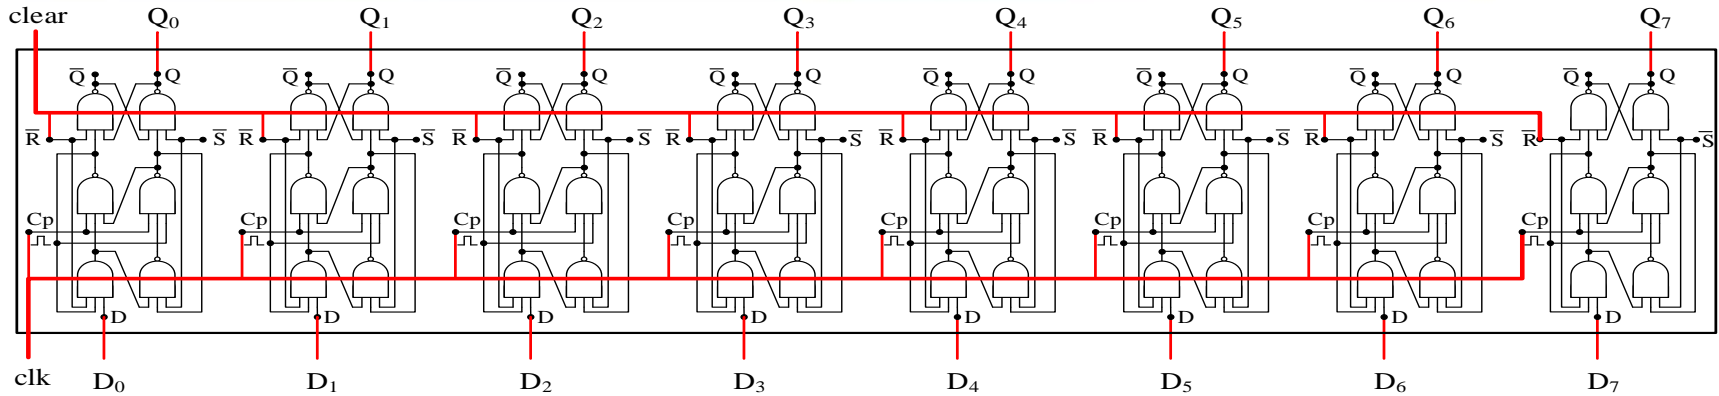 clear Q₀ Q₁ Q₂ Q₃ Q₄ Q₅ Q₆ Q₇
Q̅ Q Q̅ Q Q̅ Q Q̅ Q Q̅ Q Q̅ Q Q̅ Q Q̅ Q
R̅ S̅ R̅ S̅ R̅ S̅ R̅ S̅ R̅ S̅ R̅ S̅ R̅ S̅ R̅ S̅
Cp Cp Cp Cp Cp Cp Cp Cp
D D D D D D D D
clk D₀ D₁ D₂ D₃ D₄ D₅ D₆ D₇